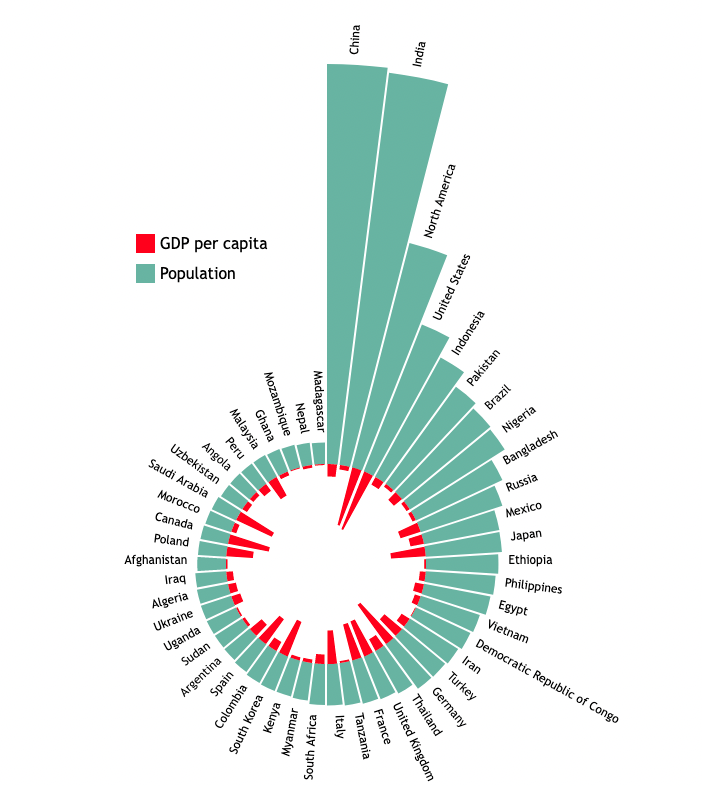 China
India
North America
United States
Indonesia
Pakistan
Brazil
Nigeria
Bangladesh
Russia
Mexico
Japan
Ethiopia
Philippines
Egypt
Vietnam
Democratic Republic of Congo
Iran
Turkey
Germany
Thailand
United Kingdom
France
Tanzania
Italy
South Africa
Myanmar
Kenya
South Korea
Colombia
Spain
Argentina
Sudan
Uganda
Ukraine
Algeria
Iraq
Afghanistan
Poland
Canada
Morocco
Saudi Arabia
Uzbekistan
Angola
Peru
Malaysia
Ghana
Mozambique
Nepal
Madagascar
GDP per capita
Population